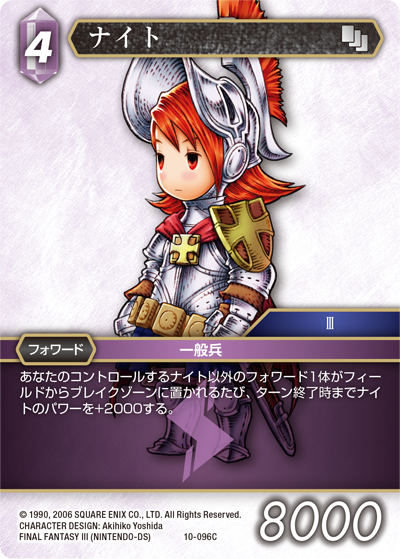 4
ナイト
III
フォワード
一般兵
あなたのコントロールするナイト以外のフォワード1体がフィー
ルドからブレイクゾーンに置かれるたび、ターン終了時までナイ
トのパワーを+2000する。
© 1990, 2006 SQUARE ENIX CO., LTD. All Rights Reserved.
CHARACTER DESIGN: Akihiko Yoshida
FINAL FANTASY III (NINTENDO-DS)
10-096C
8000